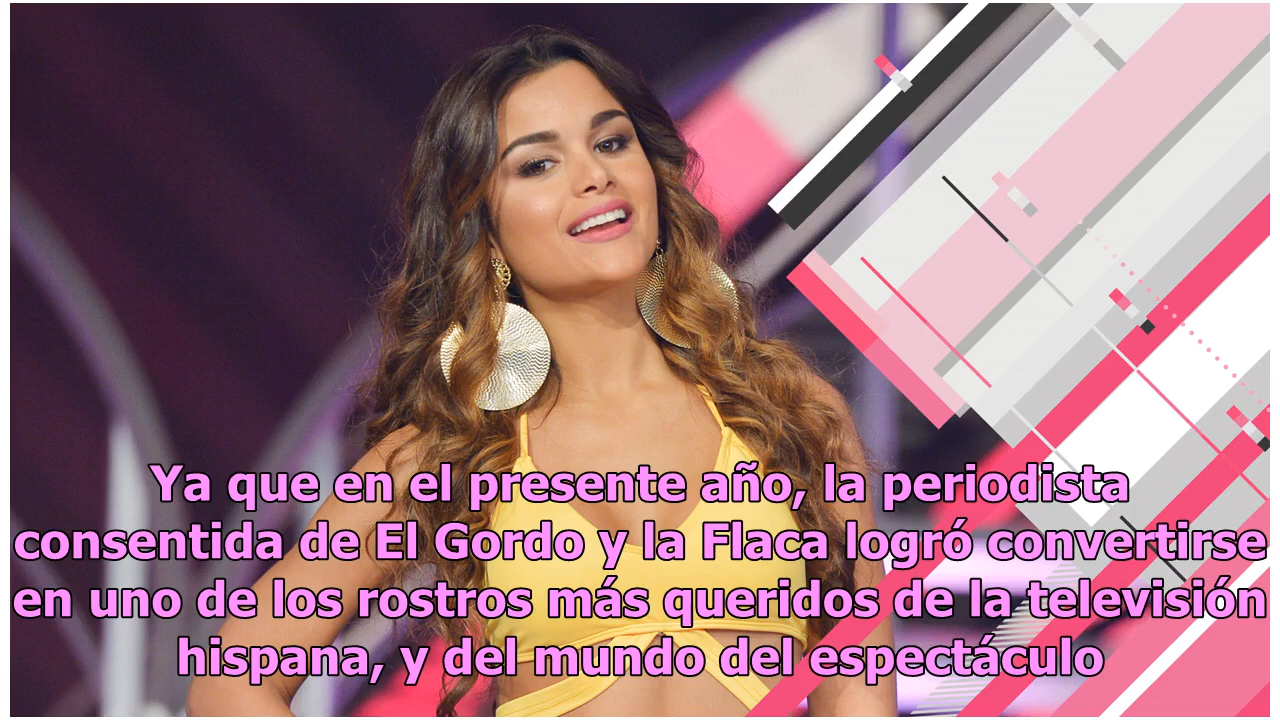 Ya que en el presente año, la periodista
consentida de El Gordo y la Flaca logró convertirse
en uno de los rostros más queridos de la televisión
hispana, y del mundo del espectáculo